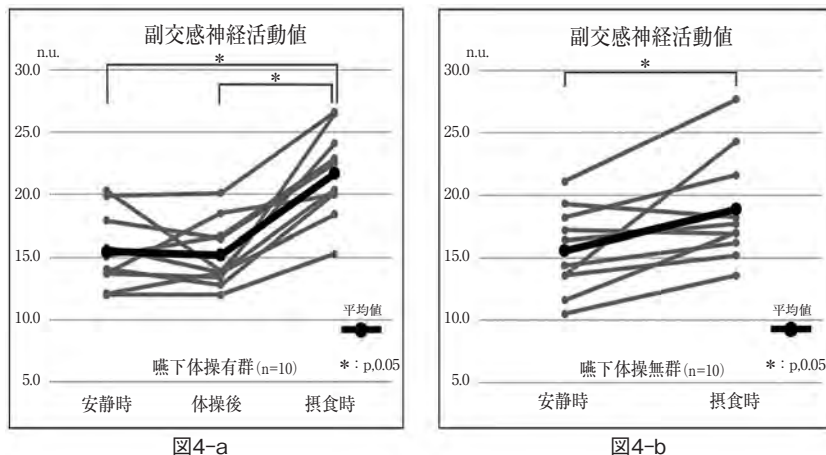 副交感神経活動値
n.u.
30.0
25.0
20.0
15.0
10.0
5.0
*
*
平均値
嚥下体操有群(n=10)
*:p,0.05
安静時 体操後 摂食時
図4-a
副交感神経活動値
n.u.
30.0
25.0
20.0
15.0
10.0
5.0
*
平均値
嚥下体操無群(n=10)
*:p,0.05
安静時 摂食時
図4-b